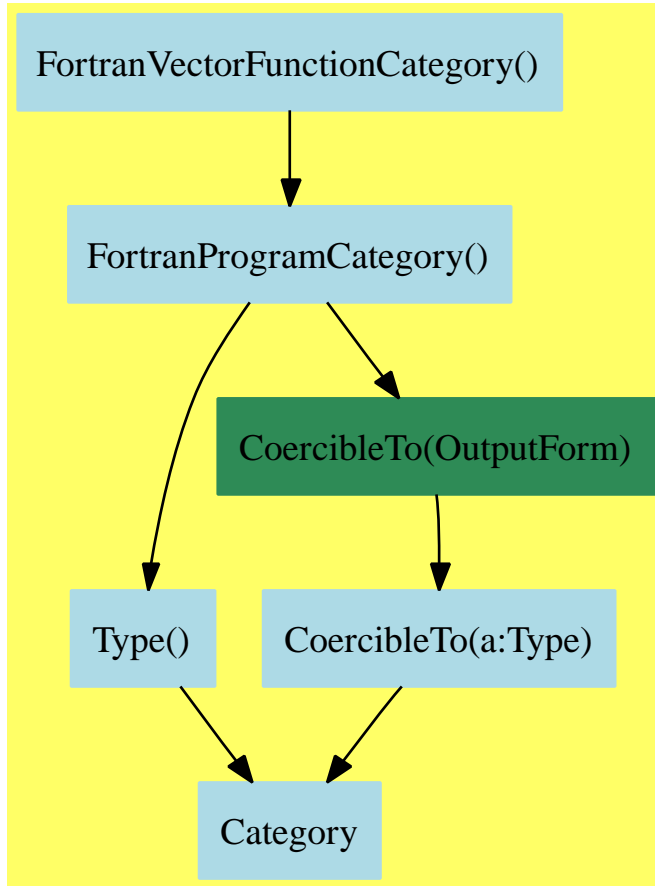 FortranVectorFunctionCategory()
FortranProgramCategory()
CoercibleTo(OutputForm)
Type()
CoercibleTo(a:Type)
Category